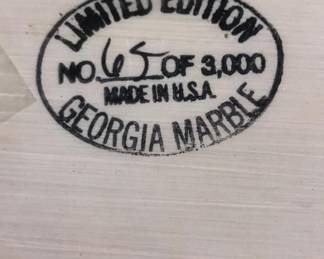 LIMITED EDITION
NO. 65 OF 3,000
MADE IN U.S.A.
GEORGIA MARBLE